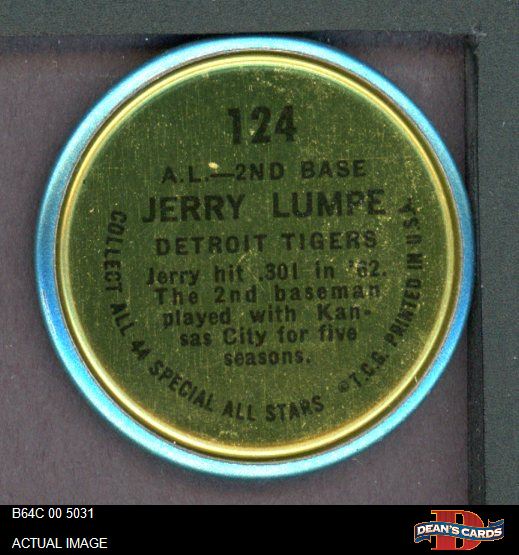 124
A.L.—2ND BASE
JERRY LUMPE
DETROIT TIGERS
Jerry hit .301 in '62.
The 2nd baseman
played with Kan-
sas City for five
seasons.
COLLECT ALL 44 SPECIAL ALL STARS
©T.C.G. PRINTED IN U.S.A.
B64C 00 5031
ACTUAL IMAGE
DEAN'S CARDS